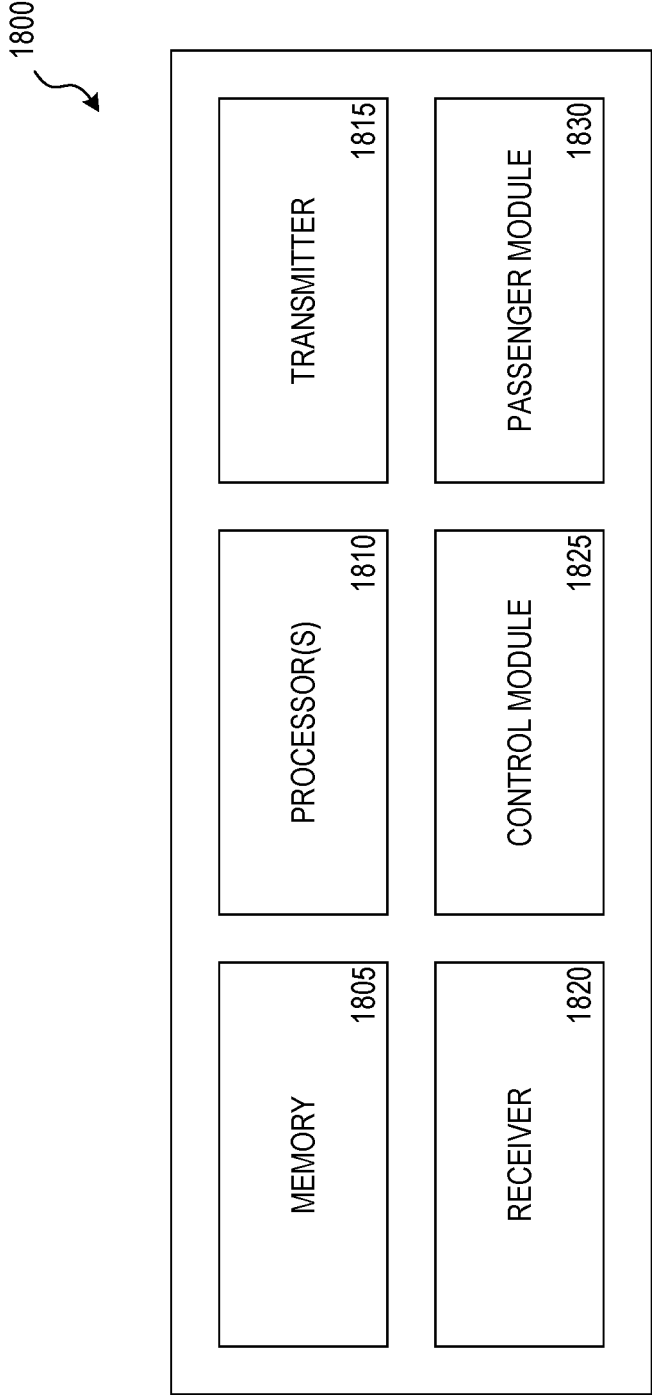 1800
MEMORY
1805
PROCESSOR(S)
1810
TRANSMITTER
1815
RECEIVER
1820
CONTROL MODULE
1825
PASSENGER MODULE
1830